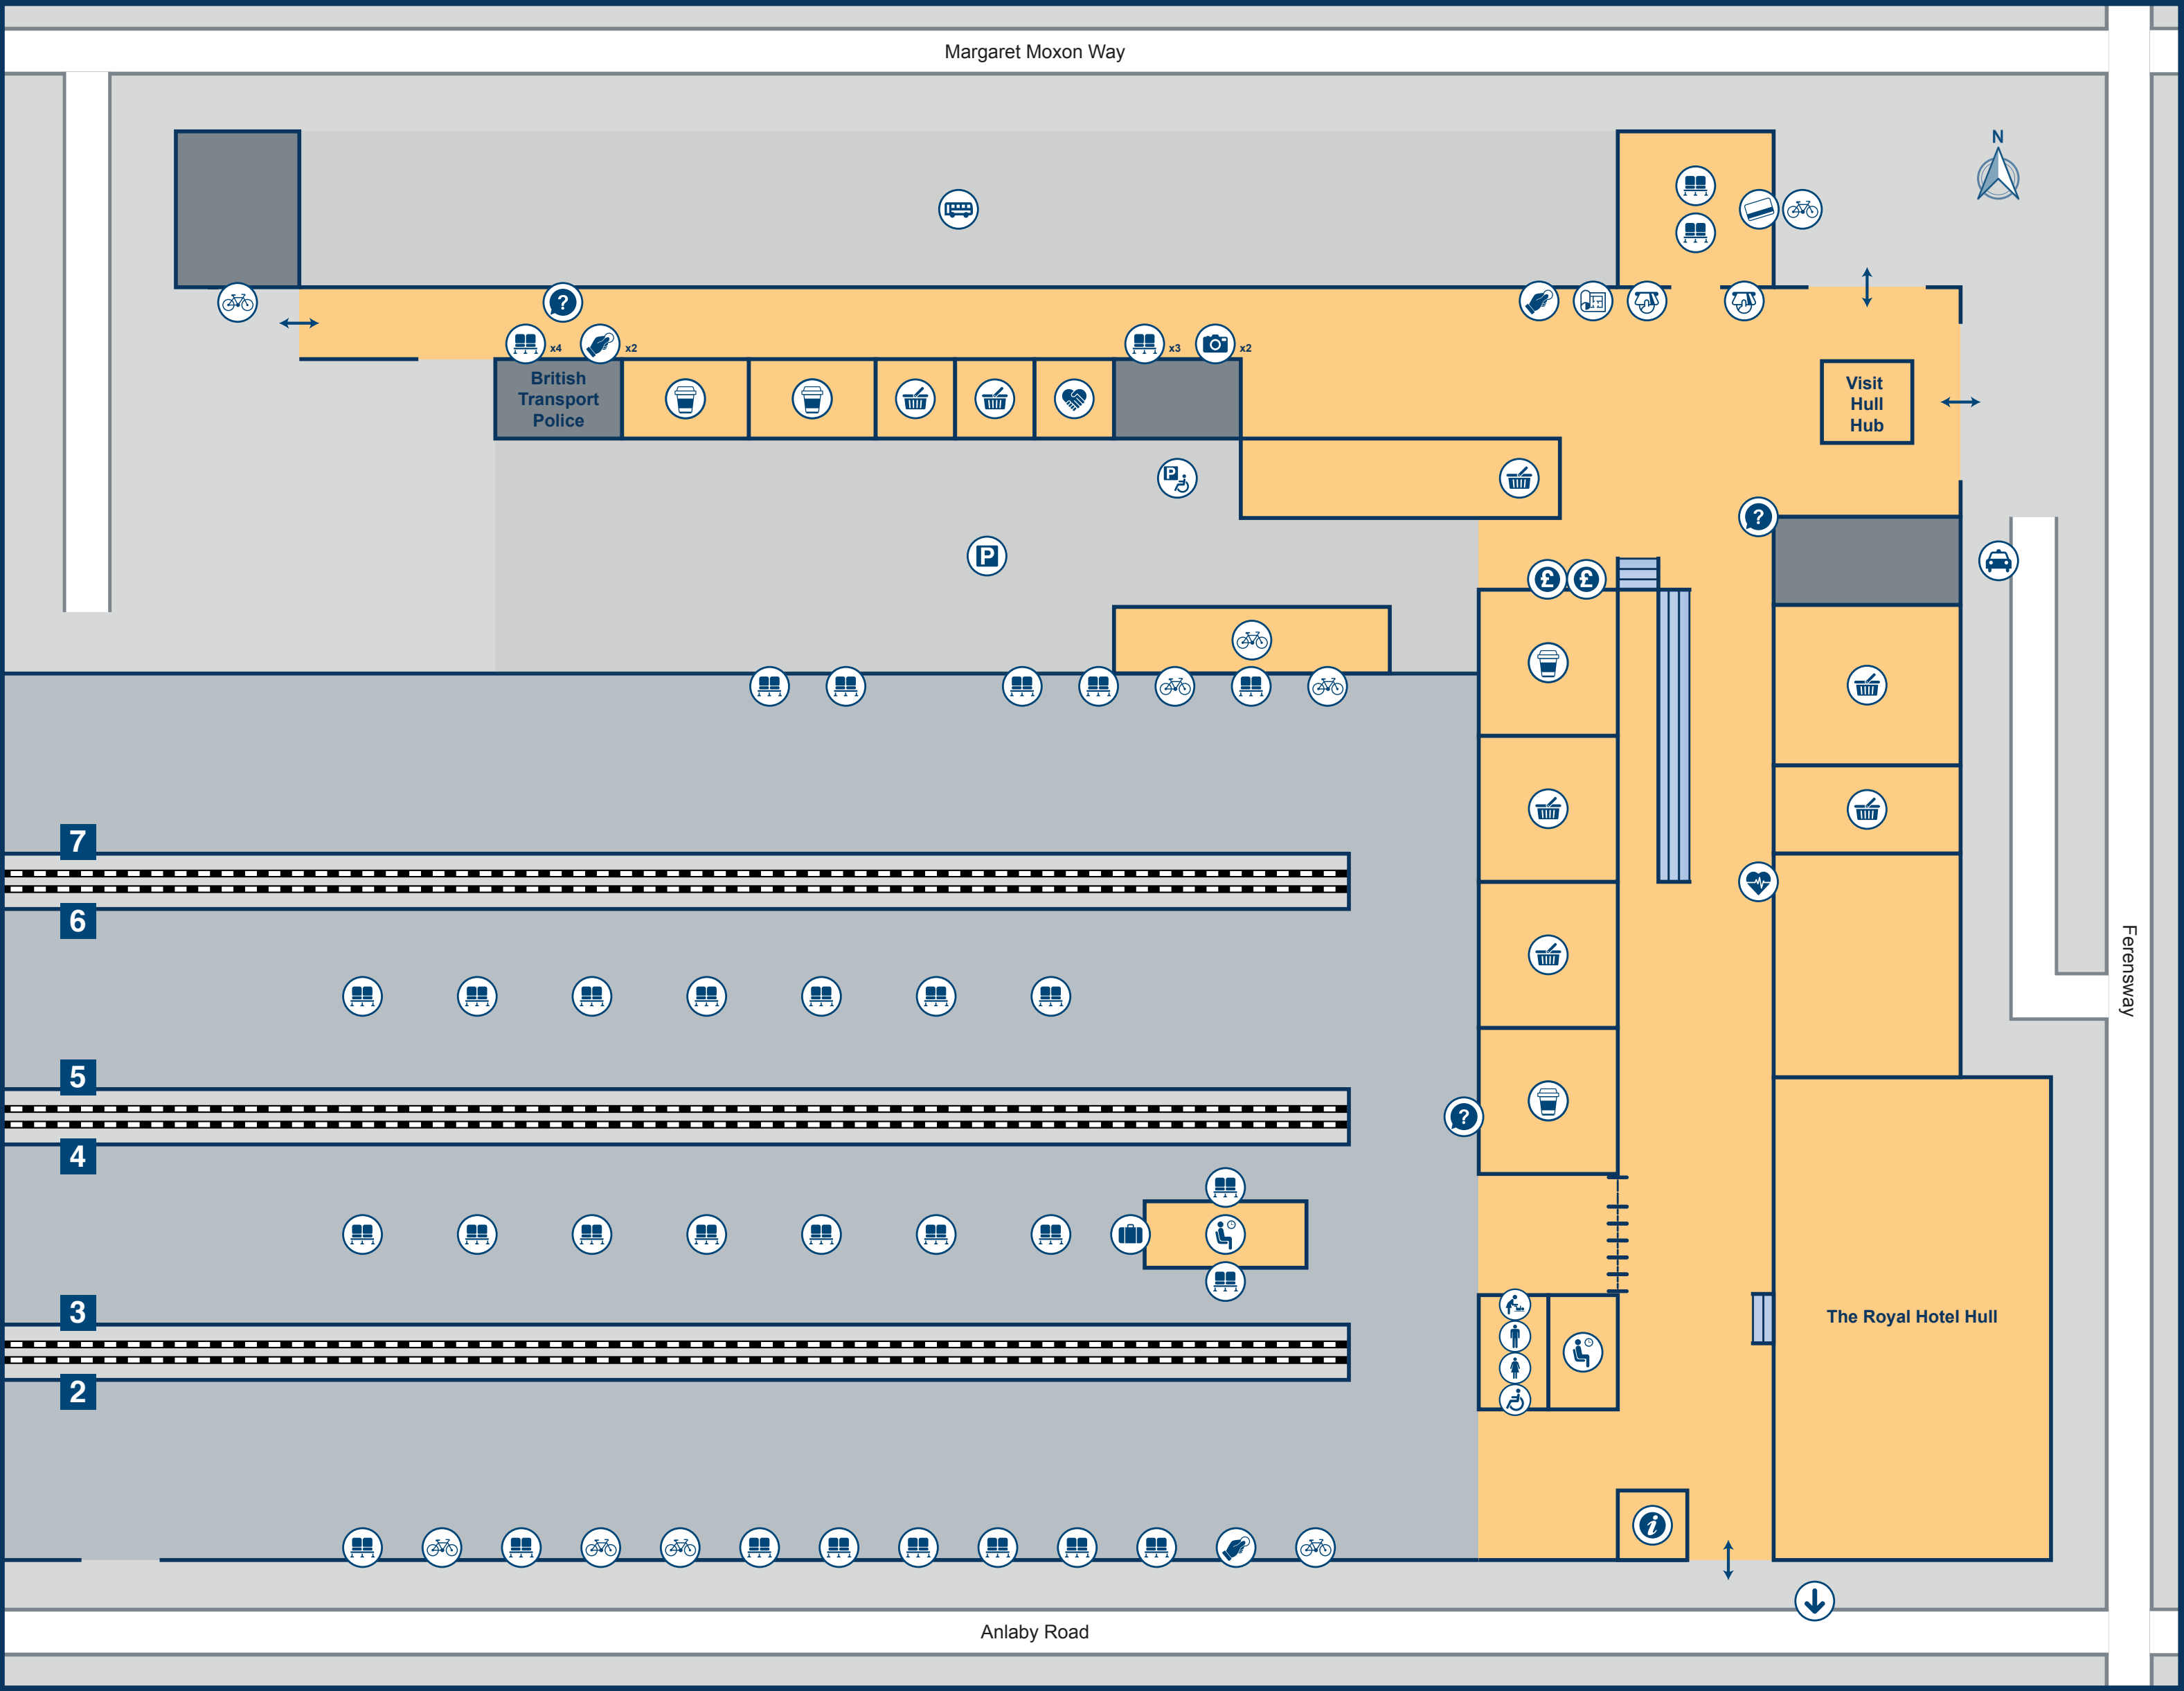 Margaret Moxon Way
N
?
x4
x2
x3
x2
British
Transport
Police
Visit
Hull
Hub
P
?
P
£
£
7
6
Ferensway
5
?
4
3
The Royal Hotel Hull
2
i
Anlaby Road